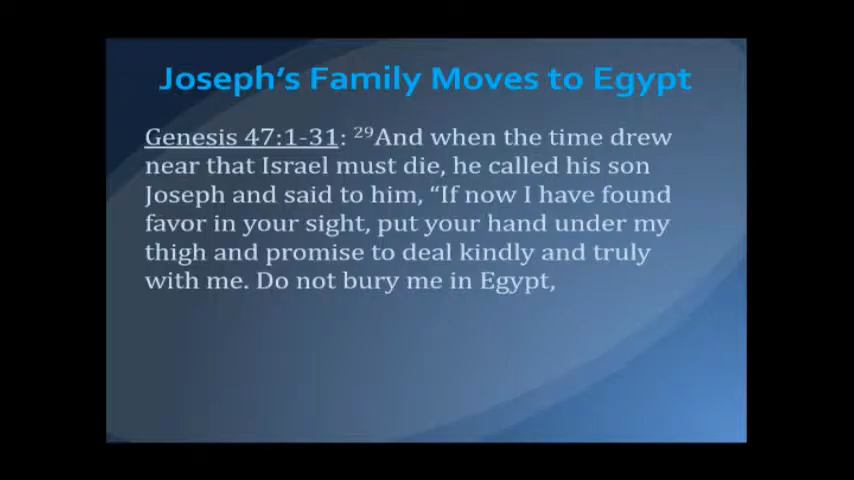 Joseph's Family Moves to Egypt
Genesis 47:1-31: ²⁹And when the time drew
near that Israel must die, he called his son
Joseph and said to him, “If now I have found
favor in your sight, put your hand under my
thigh and promise to deal kindly and truly
with me. Do not bury me in Egypt,